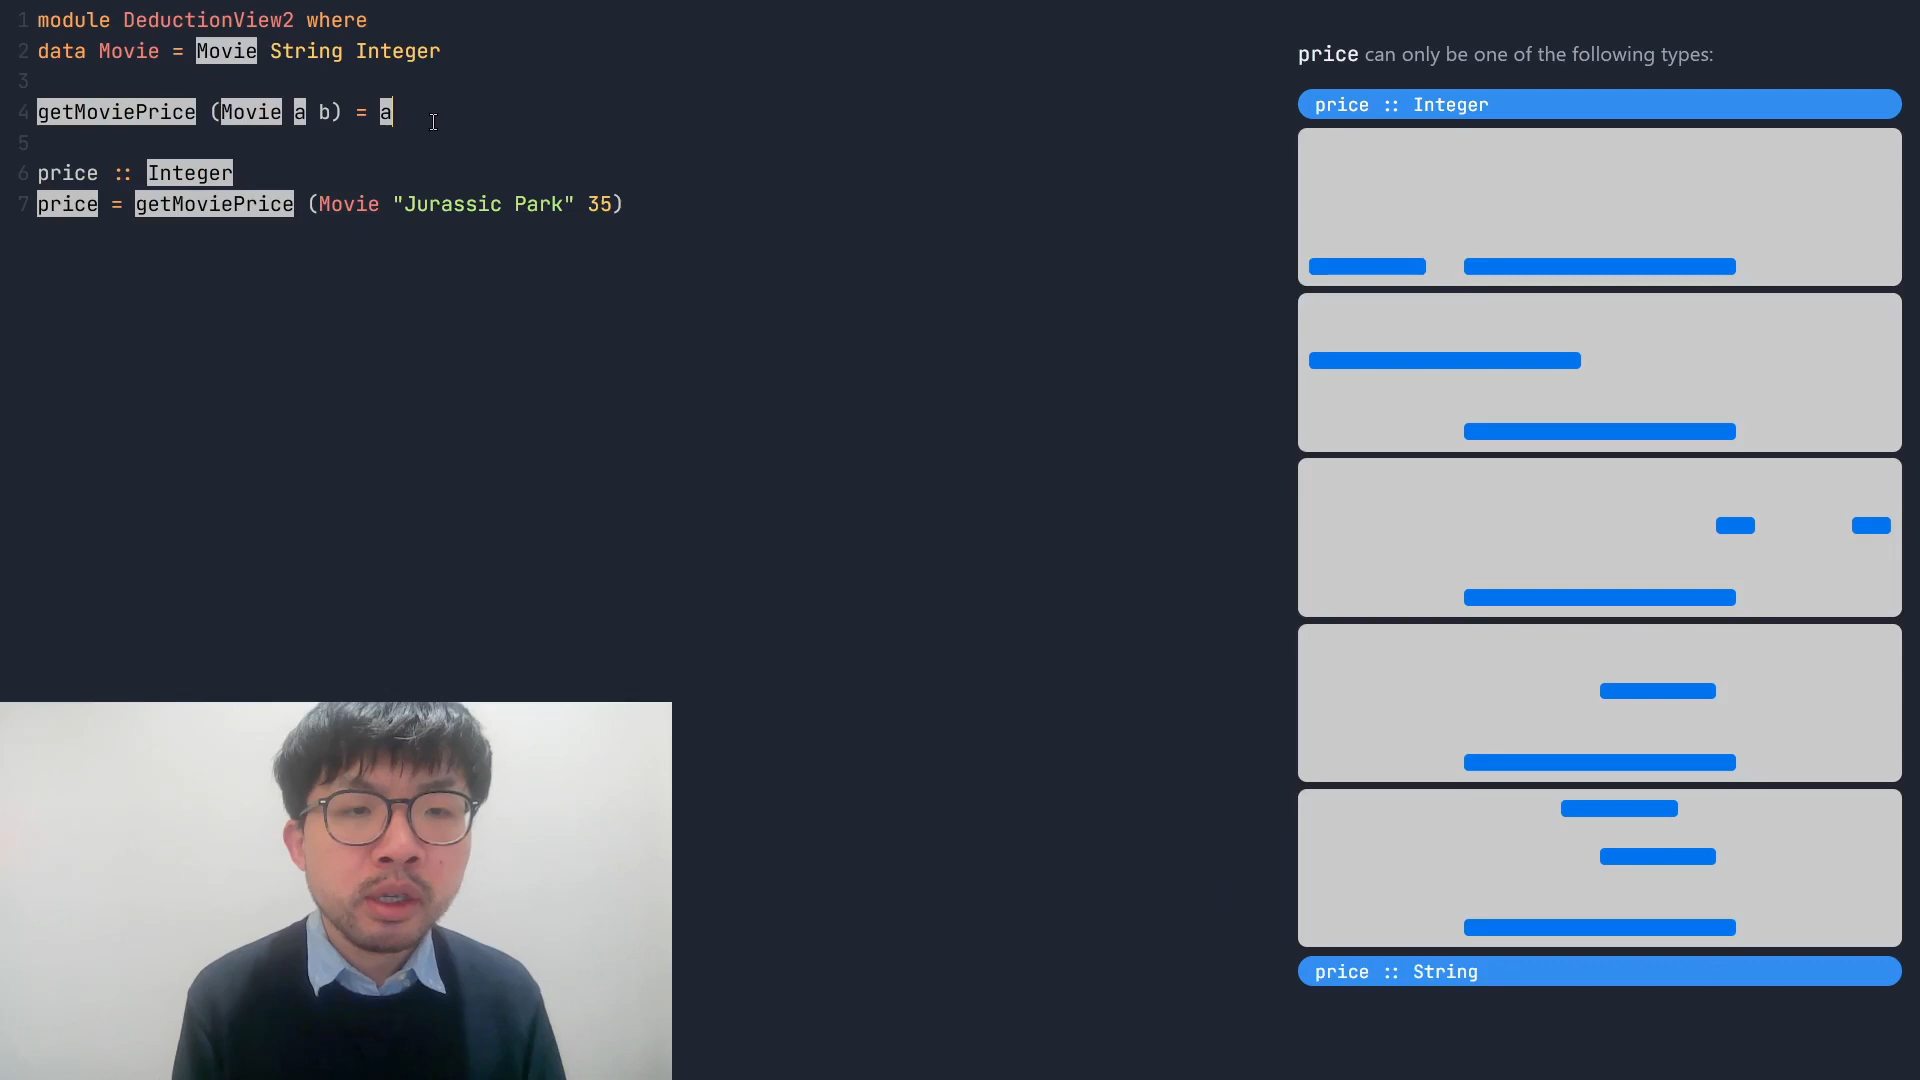 1 module DeductionView2 where
2 data Movie = Movie String Integer
3
4 getMoviePrice (Movie a b) = a
5
6 price :: Integer
7 price = getMoviePrice (Movie "Jurassic Park" 35)
price can only be one of the following types:
price :: Integer
price :: String